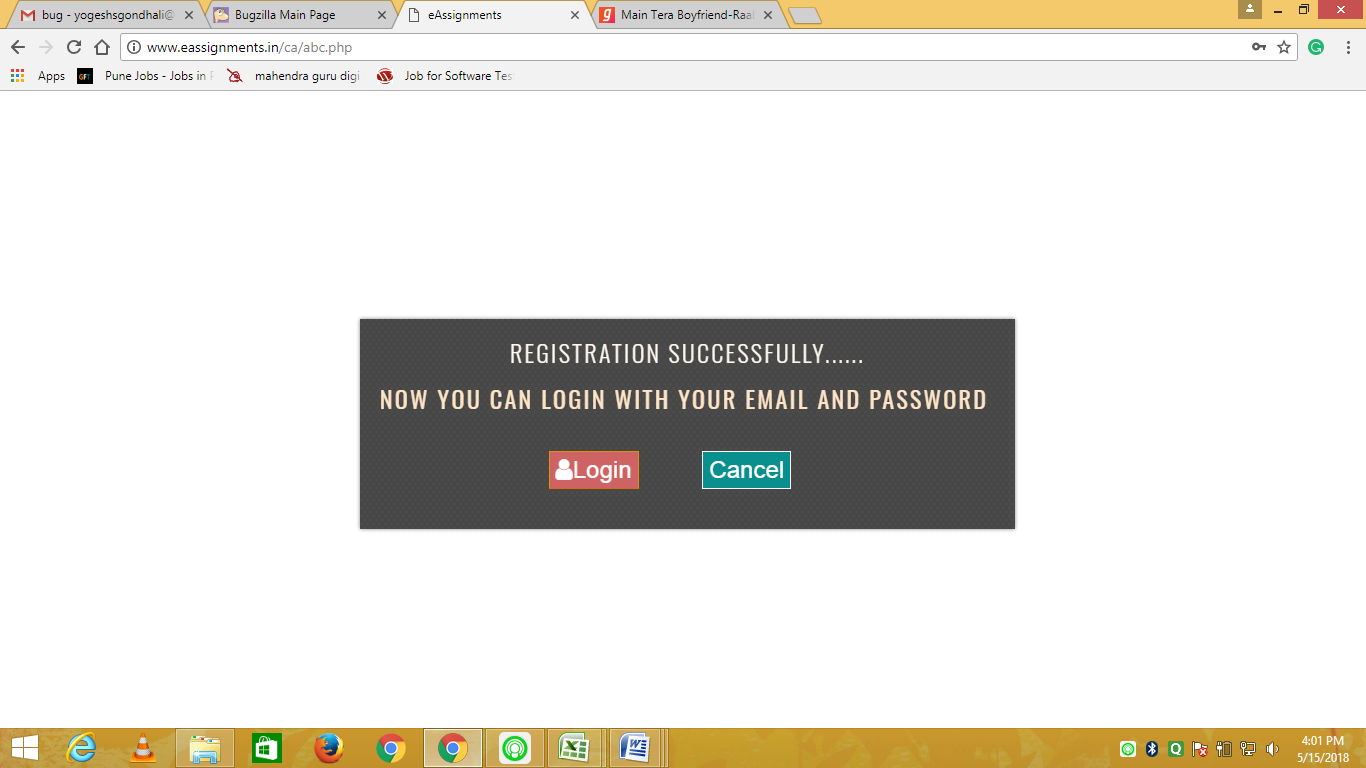 bug - yogeshsgondhali@
Bugzilla Main Page
eAssignments
Main Tera Boyfriend-Raa
www.eassignments.in/ca/abc.php
Apps
GF!
Pune Jobs - Jobs in P
mahendra guru digi
Job for Software Tes
REGISTRATION SUCCESSFULLY......
NOW YOU CAN LOGIN WITH YOUR EMAIL AND PASSWORD
Login
Cancel
4:01 PM
5/15/2018